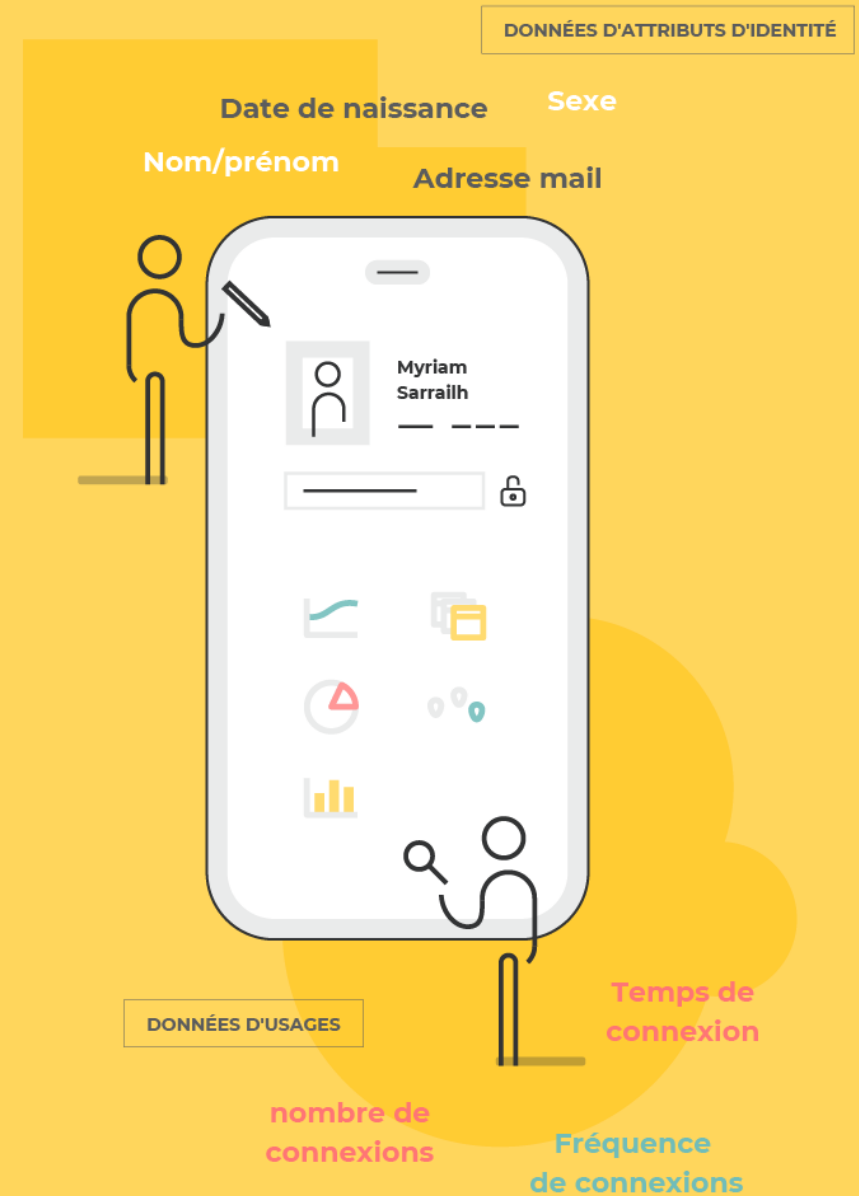 DONNÉES D'ATTRIBUTS D'IDENTITÉ
Date de naissance
Sexe
Nom/prénom
Adresse mail
Myriam
Sarrailh
DONNÉES D'USAGES
Temps de
connexion
nombre de
connexions
Fréquence
de connexions